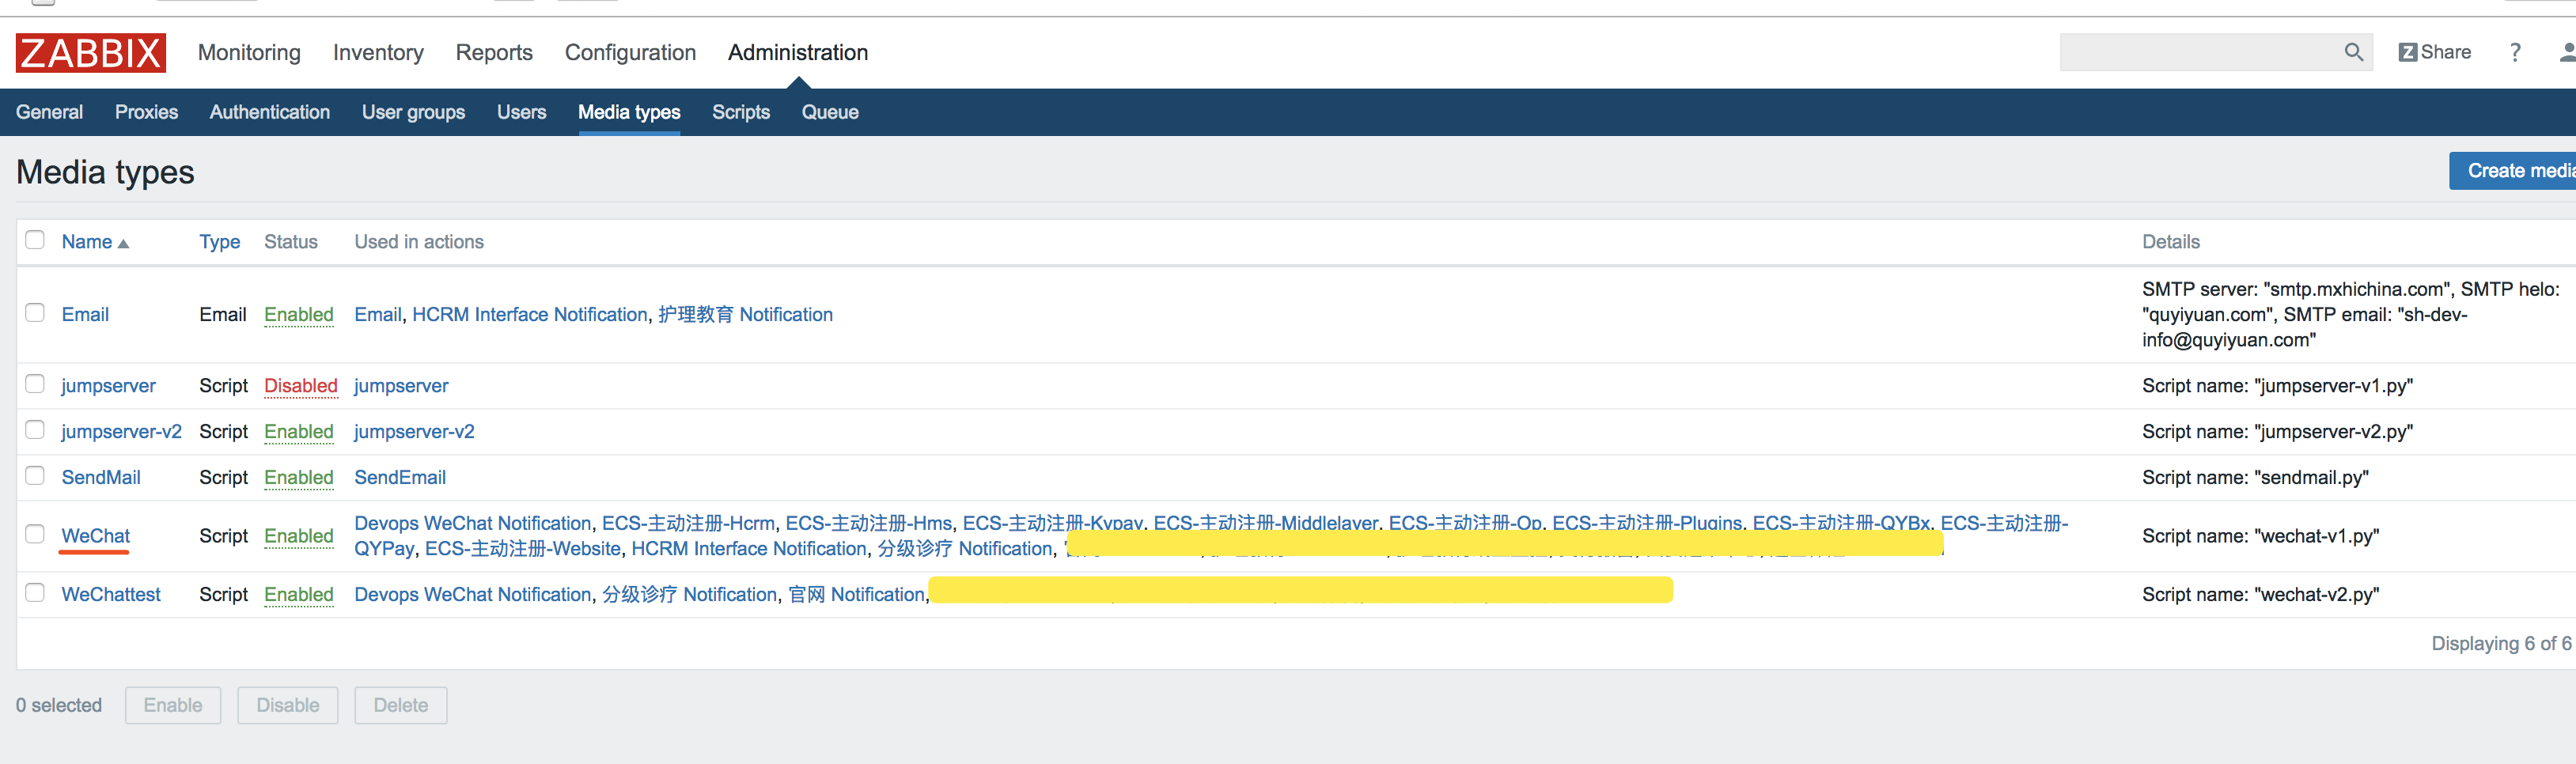 ZABBIX Monitoring Inventory Reports Configuration Administration Share ?
General Proxies Authentication User groups Users Media types Scripts Queue
Media types Create media
Name Type Status Used in actions Details
Email Email Enabled Email, HCRM Interface Notification, 护理教育 Notification SMTP server: "smtp.mxhichina.com", SMTP helo:
"quyiyuan.com", SMTP email: "sh-dev-
info@quyiyuan.com"
jumpserver Script Disabled jumpserver Script name: "jumpserver-v1.py"
jumpserver-v2 Script Enabled jumpserver-v2 Script name: "jumpserver-v2.py"
SendMail Script Enabled SendEmail Script name: "sendmail.py"
WeChat Script Enabled Devops WeChat Notification, ECS-主动注册-Hcrm, ECS-主动注册-Hms, ECS-主动注册-Kypay, ECS-主动注册-Middlelayer, ECS-主动注册-Op, ECS-主动注册-Plugins, ECS-主动注册-QYBx, ECS-主动注册-
QYPay, ECS-主动注册-Website, HCRM Interface Notification, 分级诊疗 Notification, Script name: "wechat-v1.py"
WeChattest Script Enabled Devops WeChat Notification, 分级诊疗 Notification, 官网 Notification, Script name: "wechat-v2.py"
Displaying 6 of 6
0 selected Enable Disable Delete